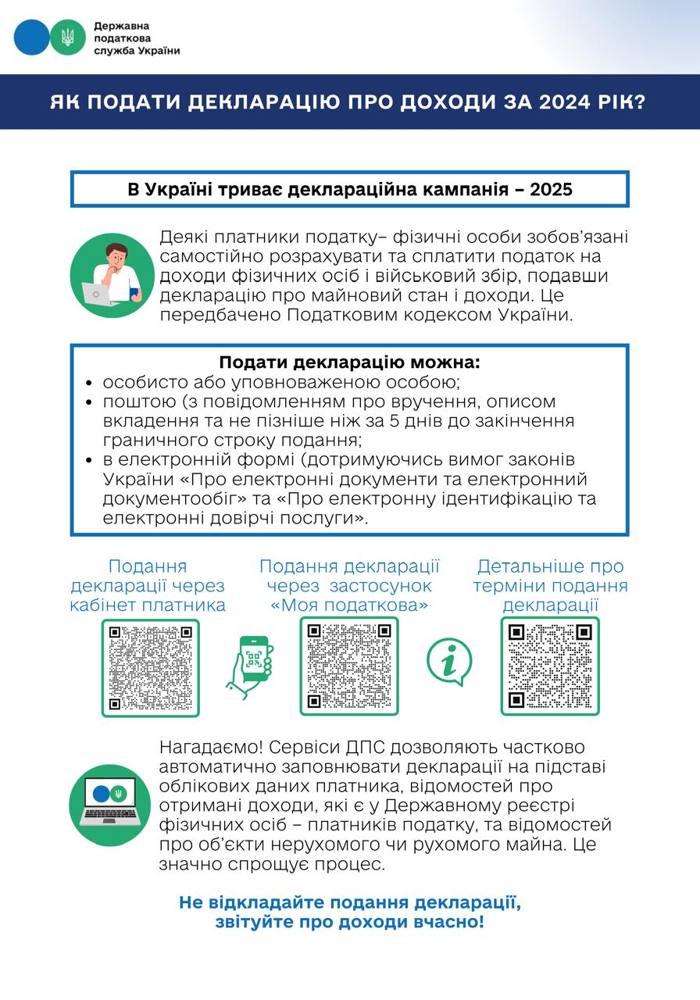 Державна
податкова
служба України
ЯК ПОДАТИ ДЕКЛАРАЦІЮ ПРО ДОХОДИ ЗА 2024 РІК?
В Україні триває деклараційна кампанія – 2025
Деякі платники податку– фізичні особи зобов’язані
самостійно розрахувати та сплатити податок на
доходи фізичних осіб і військовий збір, подавши
декларацію про майновий стан і доходи. Це
передбачено Податковим кодексом України.
Подати декларацію можна:
• особисто або уповноваженою особою;
• поштою (з повідомленням про вручення, описом
вкладення та не пізніше ніж за 5 днів до закінчення
граничного строку подання;
• в електронній формі (дотримуючись вимог законів
України «Про електронні документи та електронний
документообіг» та «Про електронну ідентифікацію та
електронні довірчі послуги».
Подання
декларації через
кабінет платника
Подання декларації
через застосунок
«Моя податкова»
Детальніше про
терміни подання
декларації
Нагадаємо! Сервіси ДПС дозволяють частково
автоматично заповнювати декларації на підставі
облікових даних платника, відомостей про
отримані доходи, які є у Державному реєстрі
фізичних осіб – платників податку, та відомостей
про об’єкти нерухомого чи рухомого майна. Це
значно спрощує процес.
Не відкладайте подання декларації,
звітуйте про доходи вчасно!